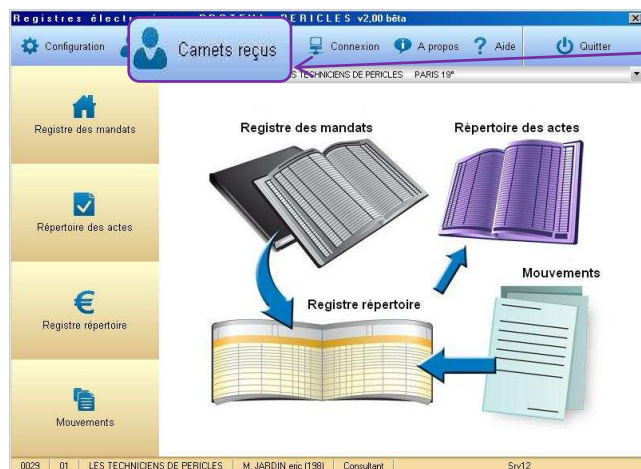 Registres électr PROTEXA PERICLES v2,00 bêta
Configuration Carnets reçus Connexion A propos ? Aide Quitter
TECHNICIENS DE PERICLES PARIS 19°
Registre des mandats
Répertoire des actes
€
Registre répertoire
Mouvements
Registre des mandats
Répertoire des actes
Registre répertoire
Mouvements
0029 01 LES TECHNICIENS DE PERICLES M. JARDIN eric (198) Consultant Srv12